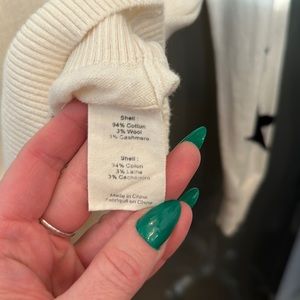 Shell :
94% Cotton
3% Wool
3% Cashmere
Shell :
94% Coton
3% Laine
3% Cachemire
Made in China
Fabriqué en Chine